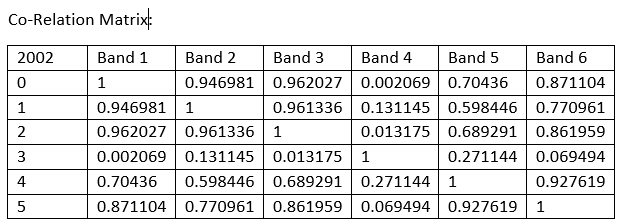 Co-Relation Matrix:
2002 Band 1 Band 2 Band 3 Band 4 Band 5 Band 6
0 1 0.946981 0.962027 0.002069 0.70436 0.871104
1 0.946981 1 0.961336 0.131145 0.598446 0.770961
2 0.962027 0.961336 1 0.013175 0.689291 0.861959
3 0.002069 0.131145 0.013175 1 0.271144 0.069494
4 0.70436 0.598446 0.689291 0.271144 1 0.927619
5 0.871104 0.770961 0.861959 0.069494 0.927619 1